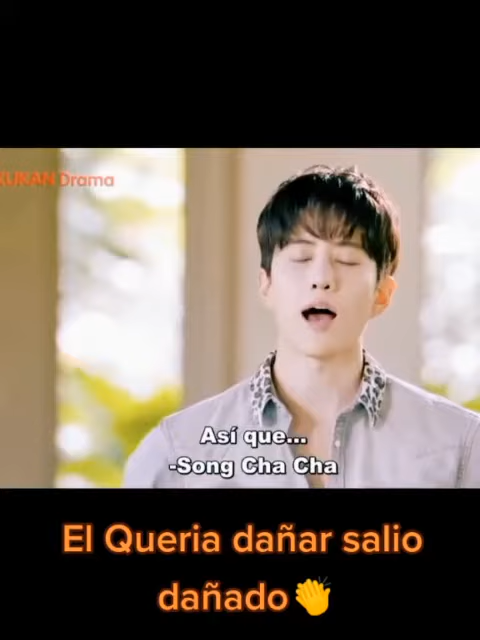 KUKAN Drama
Así que...
-Song Cha Cha
El Queria dañar salio
dañado👏